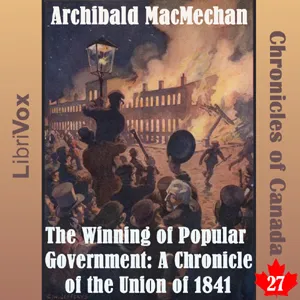 Archibald MacMechan
LibriVox
Chronicles of Canada
The Winning of Popular
Government: A Chronicle
of the Union of 1841
27